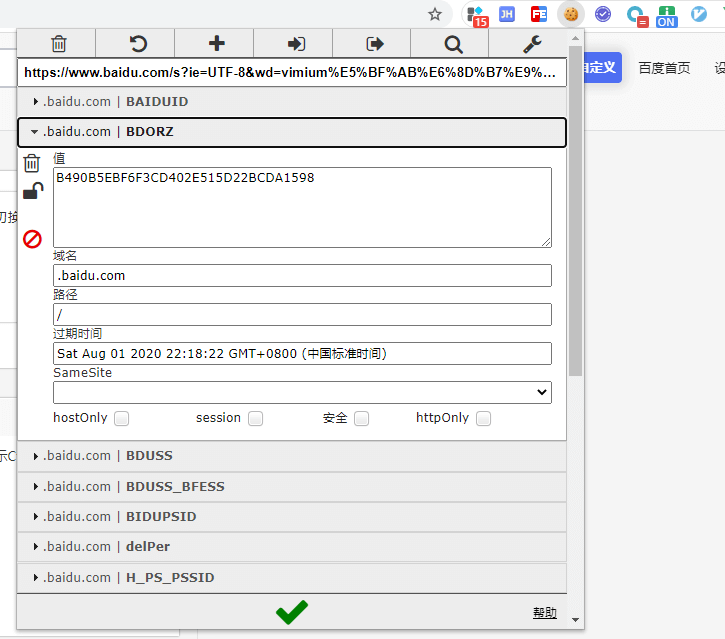 15
JH
FE
ON
https://www.baidu.com/s?ie=UTF-8&wd=vimium%E5%BF%AB%E6%8D%B7%E9%...
自定义
百度首页
设
.baidu.com | BAIDUID
.baidu.com | BDORZ
值
B490B5EBF6F3CD402E515D22BCDA1598
域名
.baidu.com
路径
/
过期时间
Sat Aug 01 2020 22:18:22 GMT+0800 (中国标准时间)
SameSite
hostOnly
session
安全
httpOnly
.baidu.com | BDUSS
.baidu.com | BDUSS_BFESS
.baidu.com | BIDUPSID
.baidu.com | delPer
.baidu.com | H_PS_PSSID
帮助